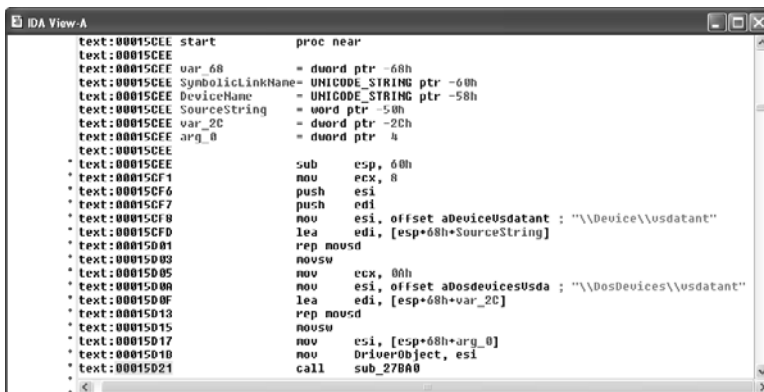 IDA View-A
text:00015CEE start proc near
text:00015CEE
text:00015CEE var_68 = dword ptr -68h
text:00015CEE SymbolicLinkName= UNICODE_STRING ptr -60h
text:00015CEE DeviceName = UNICODE_STRING ptr -58h
text:00015CEE SourceString = word ptr -50h
text:00015CEE var_2C = dword ptr -2Ch
text:00015CEE arg_0 = dword ptr 4
text:00015CEE
text:00015CEE sub esp, 60h
text:00015CF1 mov ecx, 8
text:00015CF6 push esi
text:00015CF7 push edi
text:00015CF8 mov esi, offset aDeviceVsdatant ; "\\Device\\vsdatant"
text:00015CFD lea edi, [esp+68h+SourceString]
text:00015D01 rep movsd
text:00015D03 movsw
text:00015D05 mov ecx, 0Ah
text:00015D0A mov esi, offset aDosdevicesVsda ; "\\DosDevices\\vsdatant"
text:00015D0F lea edi, [esp+68h+var_2C]
text:00015D13 rep movsd
text:00015D15 movsw
text:00015D17 mov esi, [esp+68h+arg_0]
text:00015D1B mov DriverObject, esi
text:00015D21 call sub_27BA0